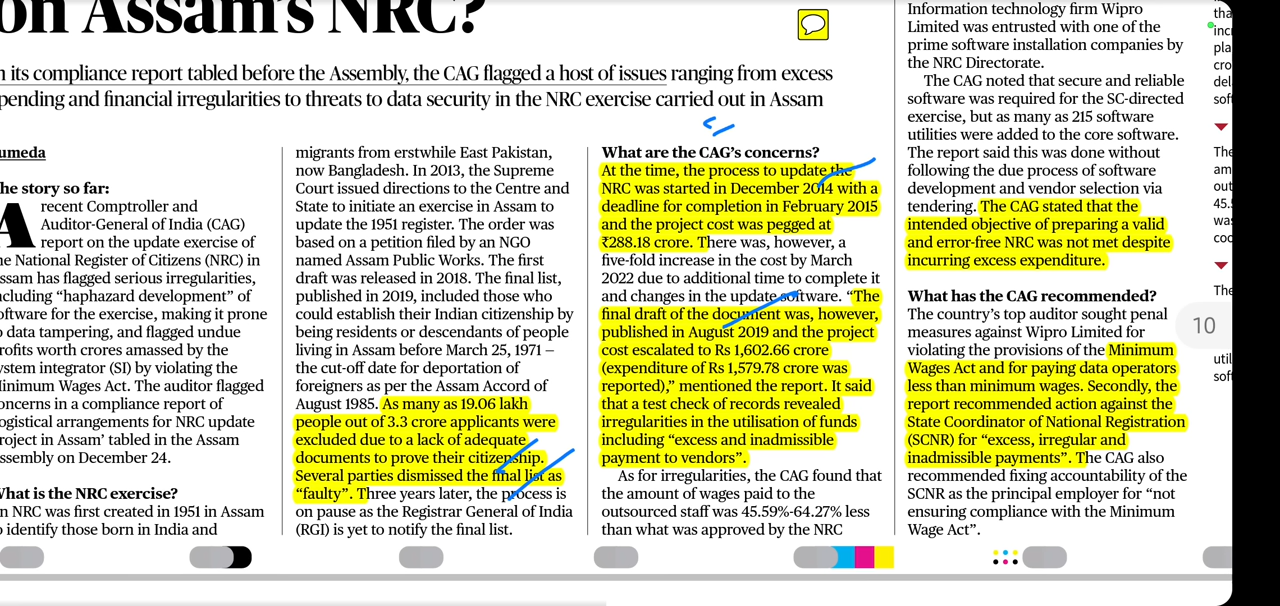 on Assam's NRC?
its compliance report tabled before the Assembly, the CAG flagged a host of issues ranging from excess
pending and financial irregularities to threats to data security in the NRC exercise carried out in Assam
umeda
he story so far:
A recent Comptroller and
Auditor-General of India (CAG)
report on the update exercise of
he National Register of Citizens (NRC) in
ssam has flagged serious irregularities,
cluding “haphazard development” of
oftware for the exercise, making it prone
data tampering, and flagged undue
rofits worth crores amassed by the
ystem integrator (SI) by violating the
inimum Wages Act. The auditor flagged
oncerns in a compliance report of
ogistical arrangements for NRC update
roject in Assam’ tabled in the Assam
ssembly on December 24.
hat is the NRC exercise?
n NRC was first created in 1951 in Assam
identify those born in India and
migrants from erstwhile East Pakistan,
now Bangladesh. In 2013, the Supreme
Court issued directions to the Centre and
State to initiate an exercise in Assam to
update the 1951 register. The order was
based on a petition filed by an NGO
named Assam Public Works. The first
draft was released in 2018. The final list,
published in 2019, included those who
could establish their Indian citizenship by
being residents or descendants of people
living in Assam before March 25, 1971 —
the cut-off date for deportation of
foreigners as per the Assam Accord of
August 1985. As many as 19.06 lakh
people out of 3.3 crore applicants were
excluded due to a lack of adequate
documents to prove their citizenship.
Several parties dismissed the final list as
“faulty”. Three years later, the process is
on pause as the Registrar General of India
(RGI) is yet to notify the final list.
What are the CAG’s concerns?
At the time, the process to update the
NRC was started in December 2014 with a
deadline for completion in February 2015
and the project cost was pegged at
₹288.18 crore. There was, however, a
five-fold increase in the cost by March
2022 due to additional time to complete it
and changes in the update software. “The
final draft of the document was, however,
published in August 2019 and the project
cost escalated to Rs 1,602.66 crore
(expenditure of Rs 1,579.78 crore was
reported),” mentioned the report. It said
that a test check of records revealed
irregularities in the utilisation of funds
including “excess and inadmissible
payment to vendors”.
As for irregularities, the CAG found that
the amount of wages paid to the
outsourced staff was 45.59%-64.27% less
than what was approved by the NRC
Information technology firm Wipro
Limited was entrusted with one of the
prime software installation companies by
the NRC Directorate.
The CAG noted that secure and reliable
software was required for the SC-directed
exercise, but as many as 215 software
utilities were added to the core software.
The report said this was done without
following the due process of software
development and vendor selection via
tendering. The CAG stated that the
intended objective of preparing a valid
and error-free NRC was not met despite
incurring excess expenditure.
What has the CAG recommended?
The country’s top auditor sought penal
measures against Wipro Limited for
violating the provisions of the Minimum
Wages Act and for paying data operators
less than minimum wages. Secondly, the
report recommended action against the
State Coordinator of National Registration
(SCNR) for “excess, irregular and
inadmissible payments”. The CAG also
recommended fixing accountability of the
SCNR as the principal employer for “not
ensuring compliance with the Minimum
Wage Act”.
tha
incr
pla
cro
del
sof
The
am
out
45.5
was
coo
The
10
util
soft